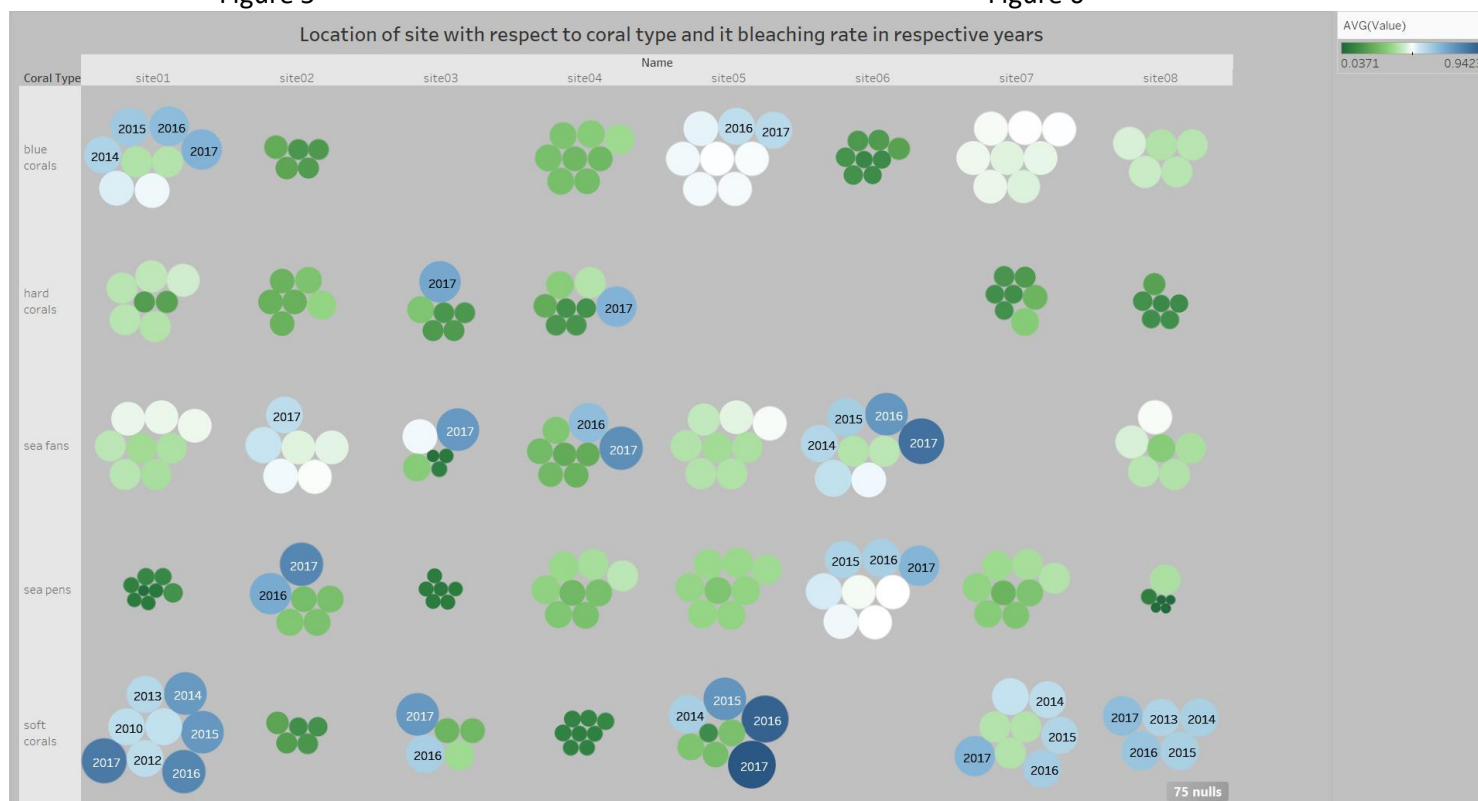 Location of site with respect to coral type and it bleaching rate in respective years
AVG(Value)
0.0371 0.9423
Name
Coral Type site01 site02 site03 site04 site05 site06 site07 site08
blue
corals
2015 2016
2014 2017
2016 2017
hard
corals
2017
2017
sea fans
2017
2017
2016
2017
2015 2016
2014 2017
sea pens
2017
2016
2015 2016 2017
soft
corals
2013 2014
2010 2015
2017 2012 2016
2017
2016
2015
2014 2016
2017
2014
2015
2017 2016
2017 2013 2014
2016 2015
75 nulls